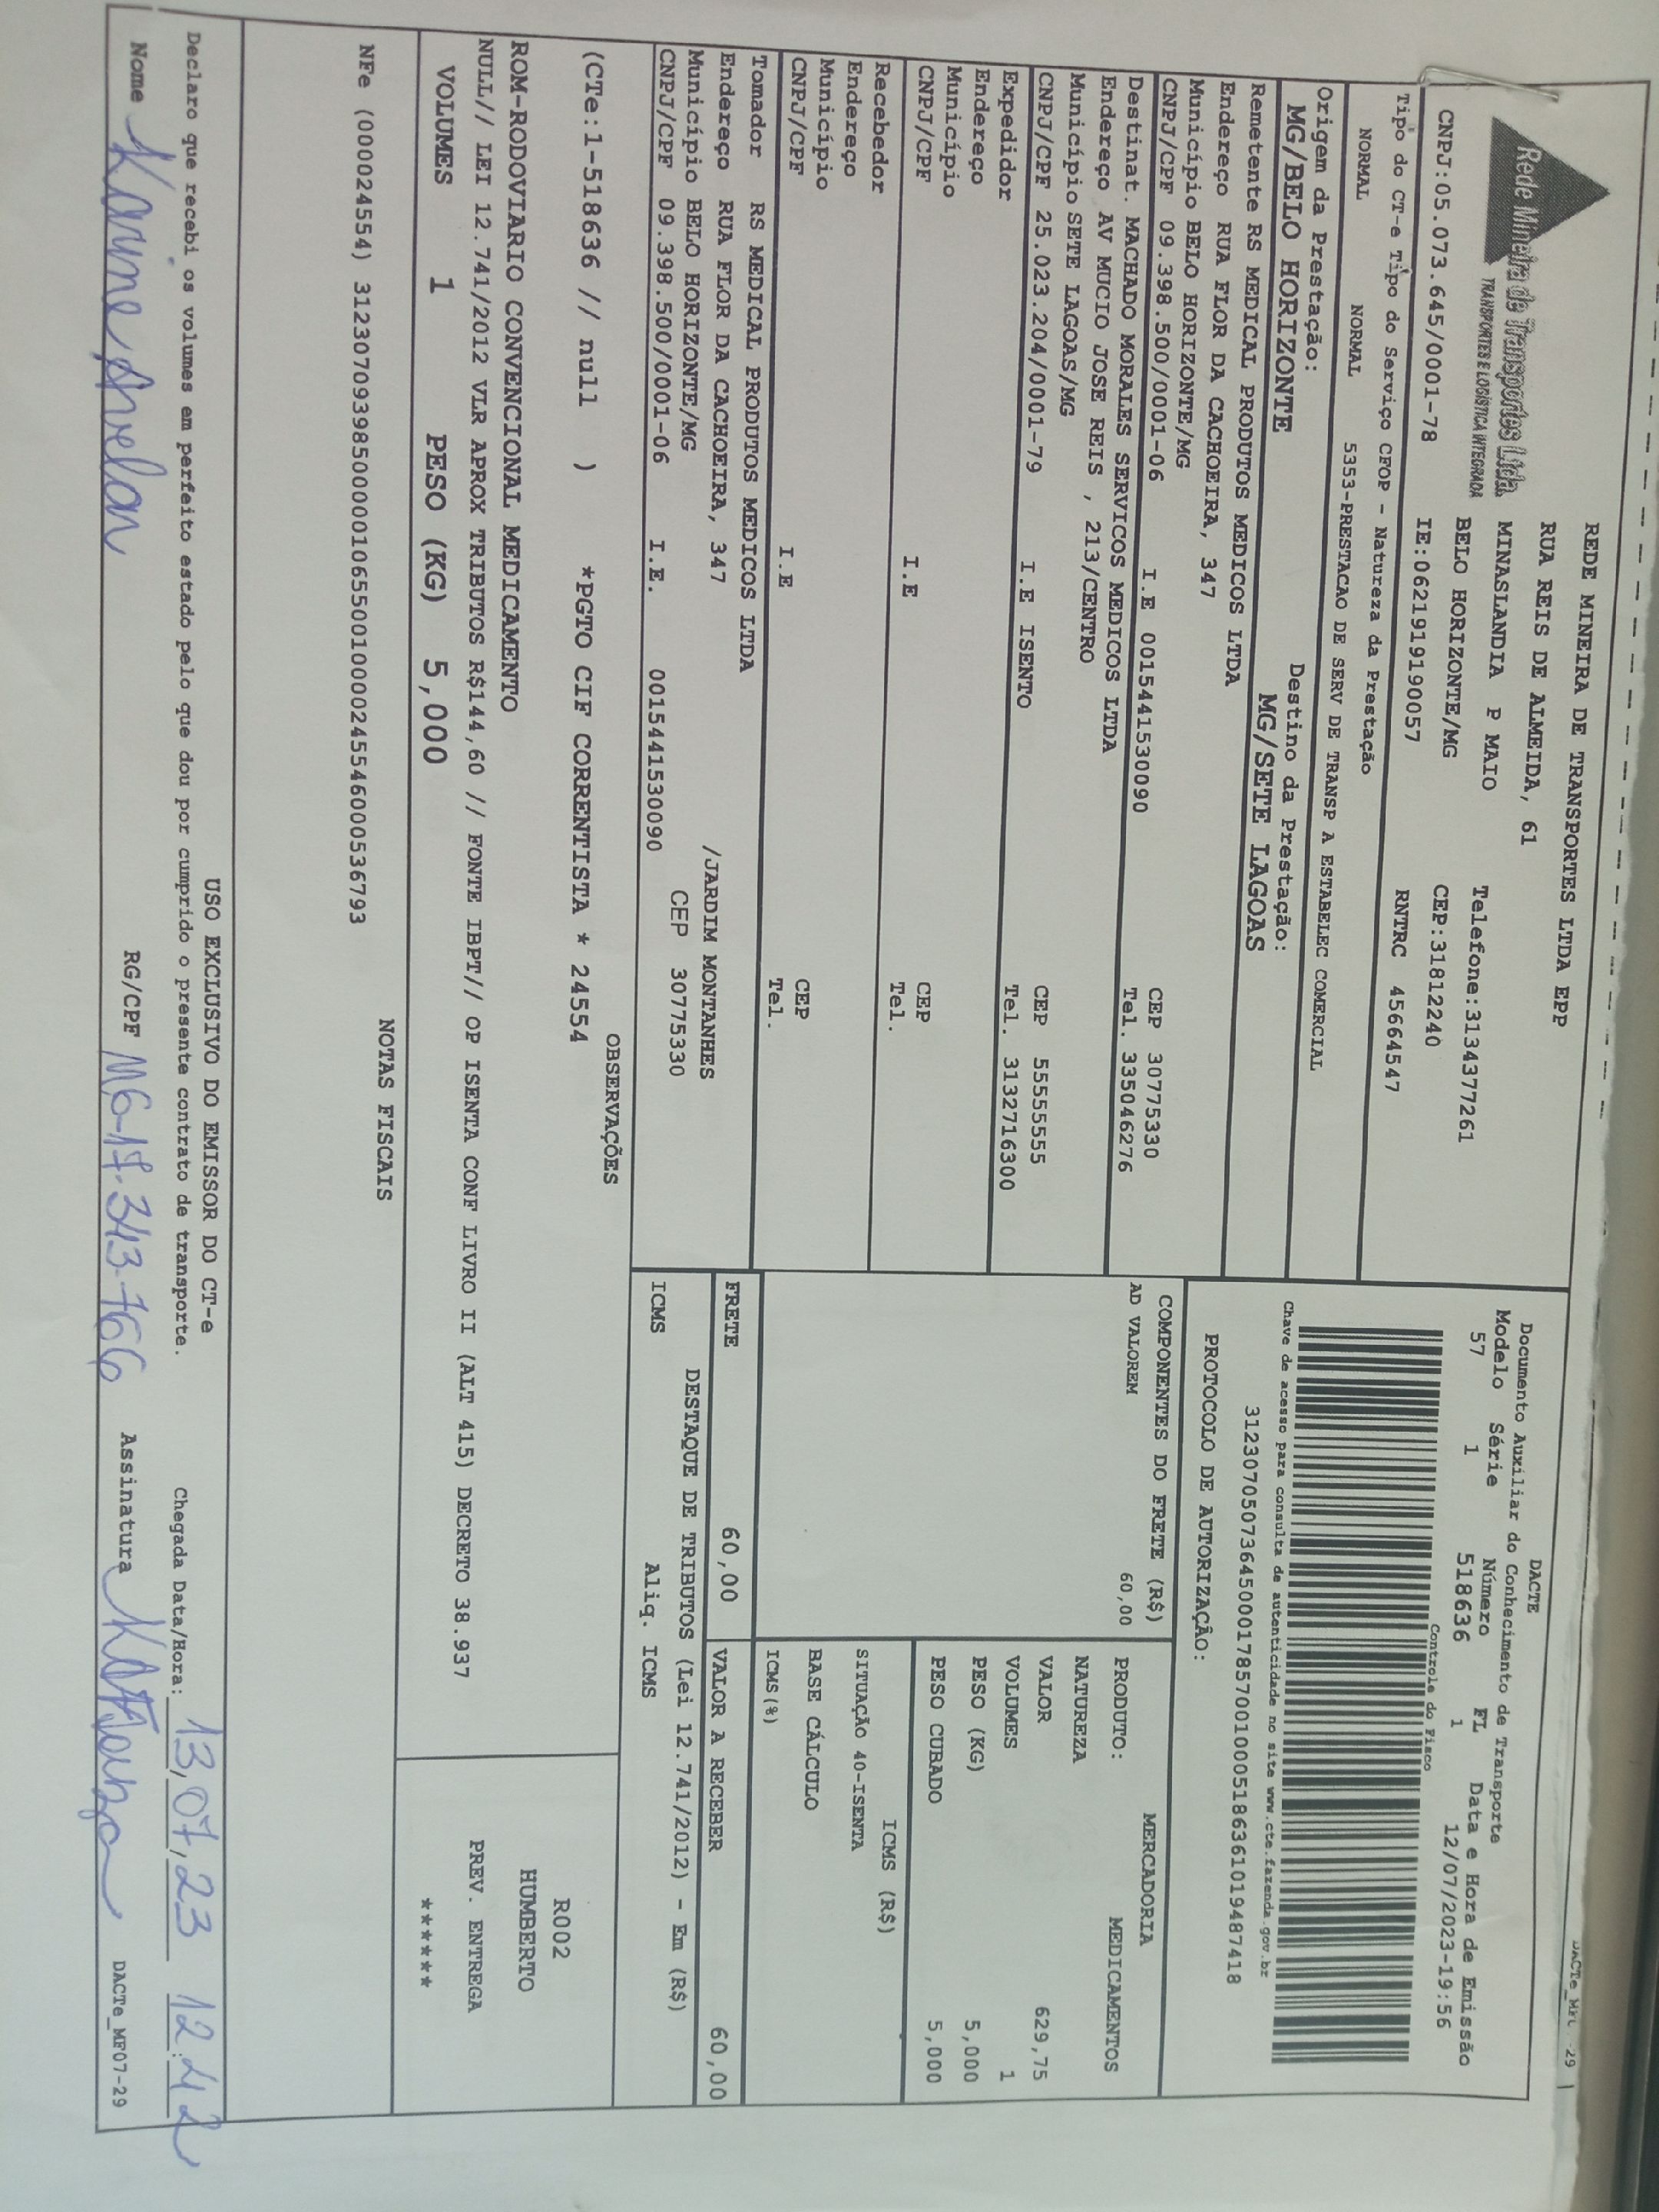 DACTe_MF07-29
Rede Mineira de Transportes Ltda.
TRANSPORTES E LOGÍSTICA INTEGRADA
CNPJ:05.073.645/0001-78
REDE MINEIRA DE TRANSPORTES LTDA EPP
RUA REIS DE ALMEIDA, 61
MINASLANDIA P MAIO Telefone:3134377261
BELO HORIZONTE/MG CEP:31812240
IE:0621919190057 RNTRC 45664547
DACTE
Documento Auxiliar do Conhecimento de Transporte
Modelo Série Número FL Data e Hora de Emissão
57 1 518636 1 12/07/2023-19:56
Controle do Fisco
Chave de acesso para consulta de autenticidade no site www.cte.fazenda.gov.br
31230705073645000178570010005186361019487418
PROTOCOLO DE AUTORIZAÇÃO:
Tipo do CT-e Tipo do Serviço CFOP - Natureza da Prestação
NORMAL NORMAL 5353-PRESTACAO DE SERV DE TRANSP A ESTABELEC COMERCIAL
Origem da Prestação: Destino da Prestação:
MG/BELO HORIZONTE MG/SETE LAGOAS
Remetente RS MEDICAL PRODUTOS MEDICOS LTDA
Endereço RUA FLOR DA CACHOEIRA, 347
Município BELO HORIZONTE/MG CEP 30775330
CNPJ/CPF 09.398.500/0001-06 I.E 0015441530090 Tel. 335046276
Destinat. MACHADO MORALES SERVICOS MEDICOS LTDA
Endereço AV MUCIO JOSE REIS , 213/CENTRO
Município SETE LAGOAS/MG CEP 55555555
CNPJ/CPF 25.023.204/0001-79 I.E ISENTO Tel. 3132716300
Expedidor
Endereço
Município CEP
CNPJ/CPF I.E Tel.
Recebedor
Endereço
Município CEP
CNPJ/CPF I.E Tel.
Tomador RS MEDICAL PRODUTOS MEDICOS LTDA
Endereço RUA FLOR DA CACHOEIRA, 347 /JARDIM MONTANHES
Município BELO HORIZONTE/MG CEP 30775330
CNPJ/CPF 09.398.500/0001-06 I.E. 0015441530090
COMPONENTES DO FRETE (R$)
AD VALOREM 60,00
MERCADORIA
PRODUTO: MEDICAMENTOS
NATUREZA
VALOR 629,75
VOLUMES 1
PESO (KG) 5,000
PESO CUBADO 5,000
ICMS (R$)
SITUAÇÃO 40-ISENTA
BASE CÁLCULO
ICMS(%)
FRETE 60,00 VALOR A RECEBER 60,00
DESTAQUE DE TRIBUTOS (Lei 12.741/2012) - Em (R$)
ICMS Aliq. ICMS
OBSERVAÇÕES
(CTe:1-518636 // null ) *PGTO CIF CORRENTISTA * 24554
ROM-RODOVIARIO CONVENCIONAL MEDICAMENTO
NULL// LEI 12.741/2012 VLR APROX TRIBUTOS R$144,60 // FONTE IBPT// OP ISENTA CONF LIVRO II (ALT 415) DECRETO 38.937
VOLUMES 1 PESO (KG) 5,000
R002
HUMBERTO
PREV. ENTREGA
******
NOTAS FISCAIS
NFe (000024554) 31230709398500000106550010000245546000536793
USO EXCLUSIVO DO EMISSOR DO CT-e
Declaro que recebi os volumes em perfeito estado pelo que dou por cumprido o presente contrato de transporte. Chegada Data/Hora: 13,07,23 12:42
Nome Karine RG/CPF MG-17.313.766 Assinatura DACTe_MF07-29